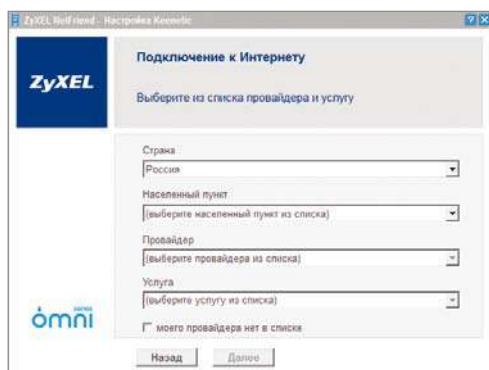 ZyXEL NetFriend - Настройка Keenetic
ZyXEL
Подключение к Интернету
Выберите из списка провайдера и услугу
Страна
Россия
Населенный пункт
(выберите населенный пункт из списка)
Провайдер
(выберите провайдера из списка)
Услуга
(выберите услугу из списка)
моего провайдера нет в списке
series
omni
Назад
Далее